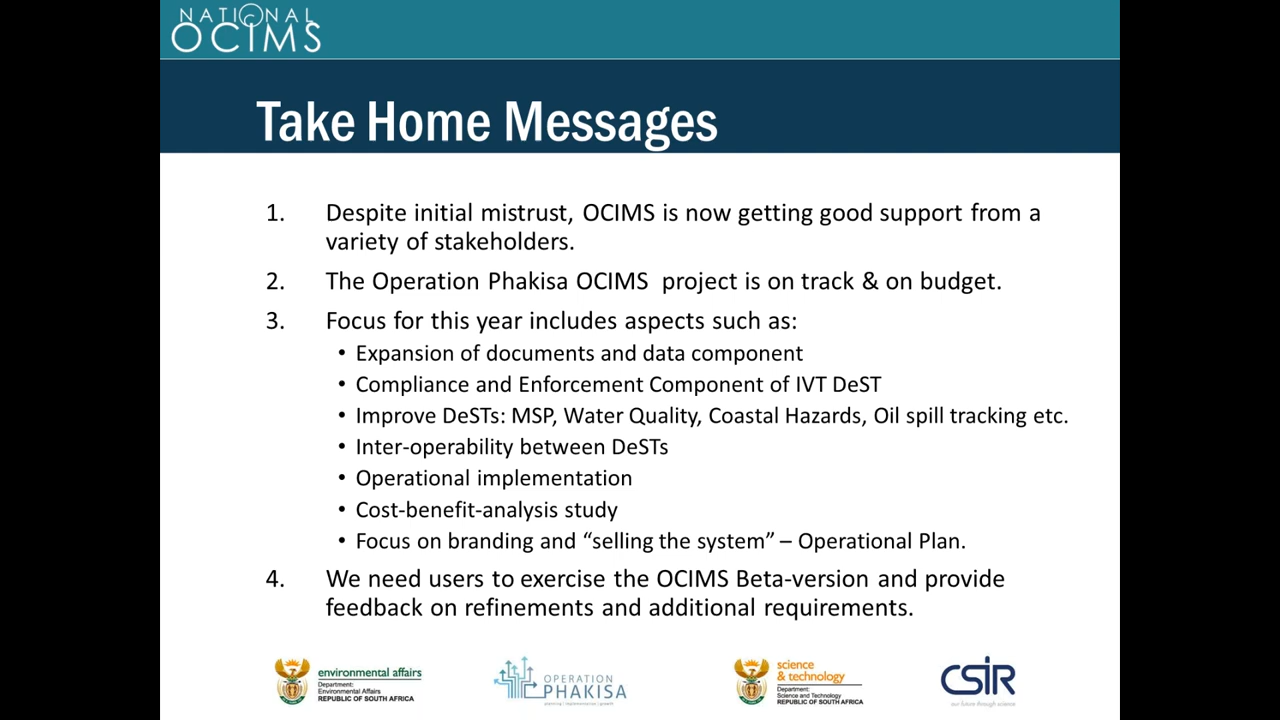 NATIONAL
OCIMS
Take Home Messages
1. Despite initial mistrust, OCIMS is now getting good support from a
variety of stakeholders.
2. The Operation Phakisa OCIMS project is on track & on budget.
3. Focus for this year includes aspects such as:
• Expansion of documents and data component
• Compliance and Enforcement Component of IVT DeST
• Improve DeSTs: MSP, Water Quality, Coastal Hazards, Oil spill tracking etc.
• Inter-operability between DeSTs
• Operational implementation
• Cost-benefit-analysis study
• Focus on branding and “selling the system” – Operational Plan.
4. We need users to exercise the OCIMS Beta-version and provide
feedback on refinements and additional requirements.
environmental affairs
Department:
Environmental Affairs
REPUBLIC OF SOUTH AFRICA
OPERATION
PHAKISA
planning | implementation | growth
science
& technology
Department:
Science and Technology
REPUBLIC OF SOUTH AFRICA
CSIR
our future through science